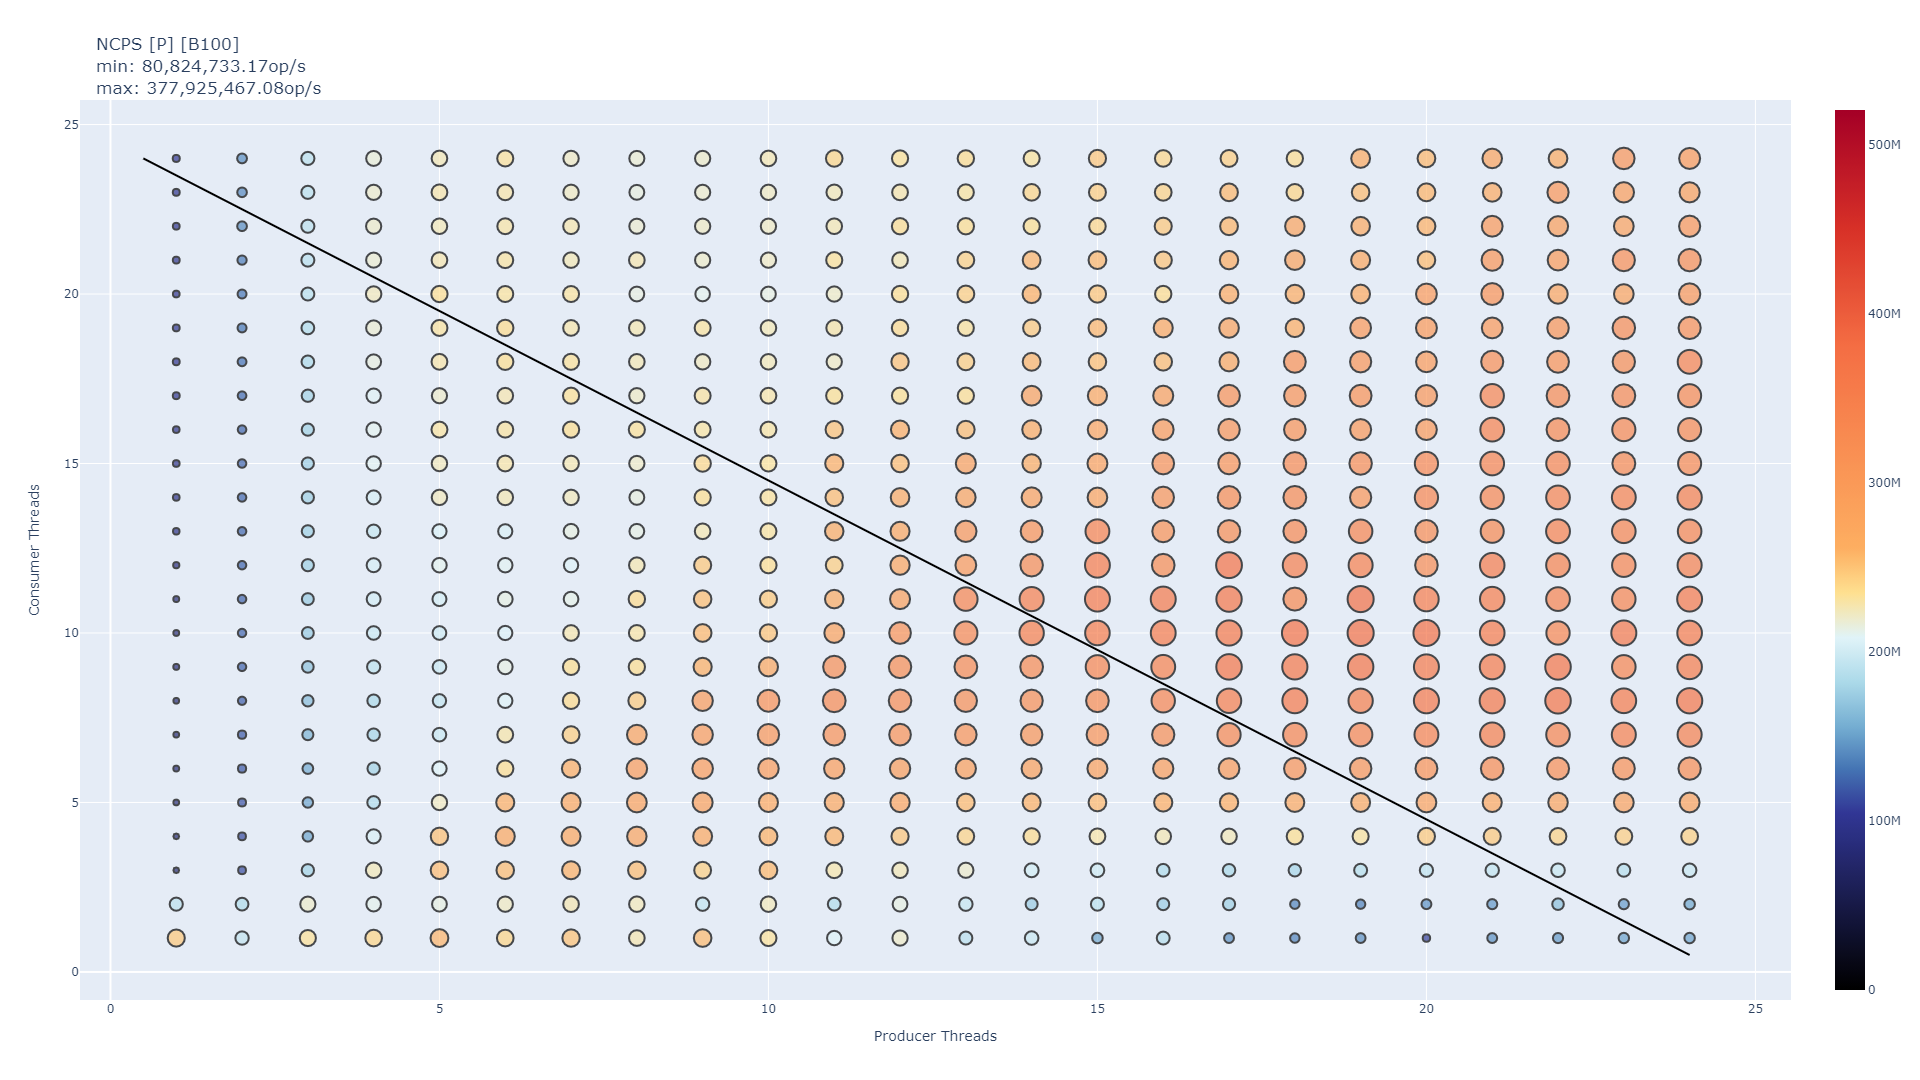 NCPS [P] [B100]
min: 80,824,733.17op/s
max: 377,925,467.08op/s
25
20
15
10
5
0
Consumer Threads
0
5
10
15
20
25
Producer Threads
500M
400M
300M
200M
100M
0